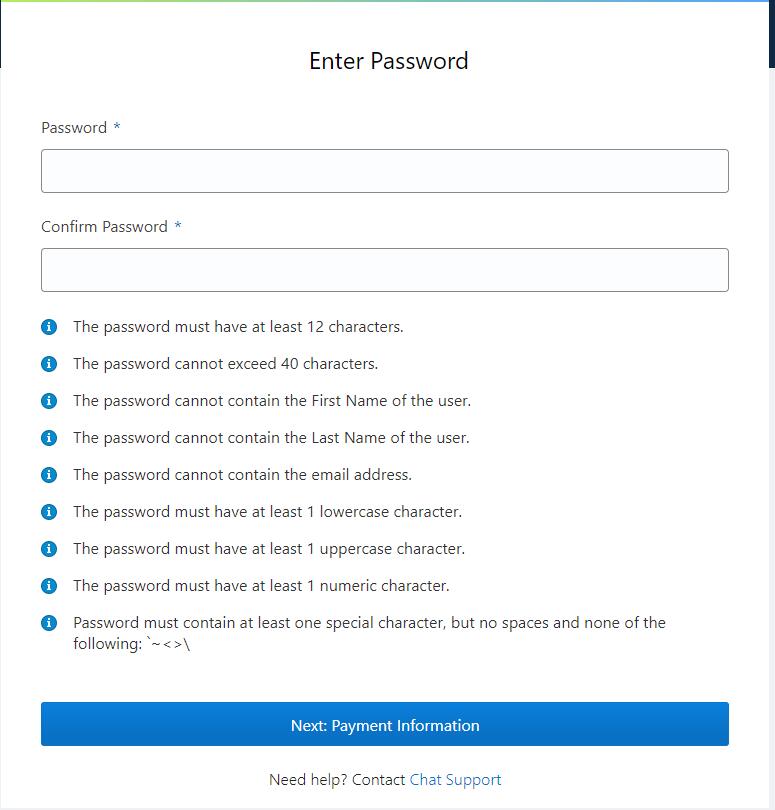 Enter Password
Password *
Confirm Password *
The password must have at least 12 characters.
The password cannot exceed 40 characters.
The password cannot contain the First Name of the user.
The password cannot contain the Last Name of the user.
The password cannot contain the email address.
The password must have at least 1 lowercase character.
The password must have at least 1 uppercase character.
The password must have at least 1 numeric character.
Password must contain at least one special character, but no spaces and none of the
following: `~<>\
Next: Payment Information
Need help? Contact Chat Support